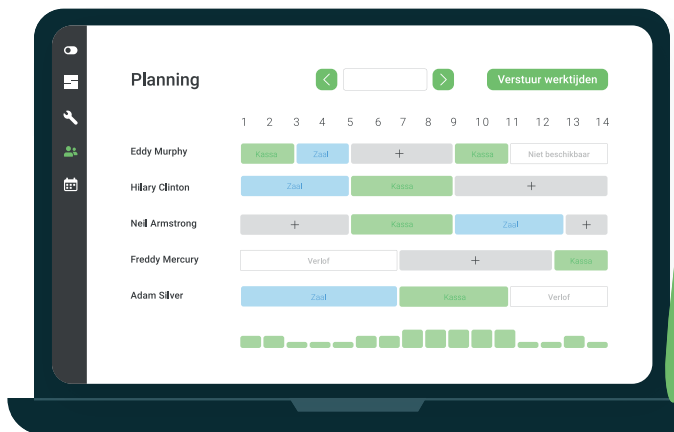 Planning
Verstuur werktijden
1 2 3 4 5 6 7 8 9 10 11 12 13 14
Eddy Murphy Kassa Zaal + Kassa Niet beschikbaar
Hilary Clinton Zaal Kassa +
Neil Armstrong + Kassa Zaal +
Freddy Mercury Verlof + Kassa
Adam Silver Zaal Kassa Verlof